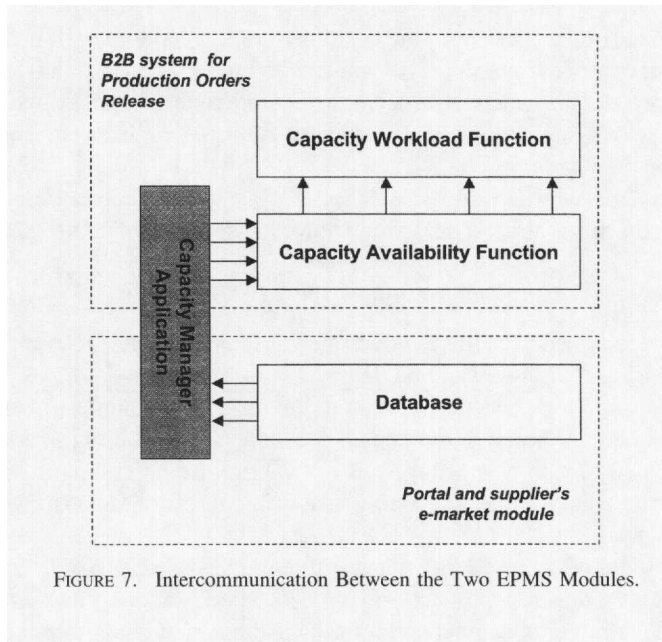 B2B system for
Production Orders
Release
Capacity Workload Function
Capacity Availability Function
Capacity Manager
Application
Database
Portal and supplier's
e-market module
FIGURE 7. Intercommunication Between the Two EPMS Modules.